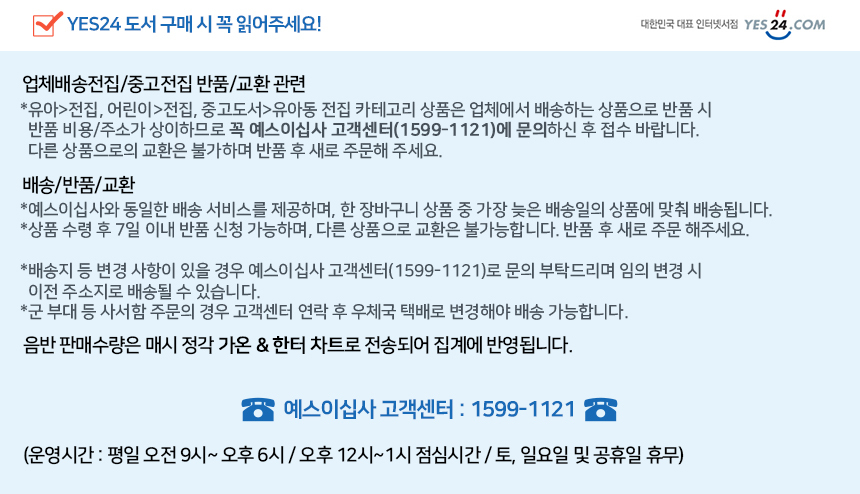 YES24 도서 구매 시 꼭 읽어주세요!
대한민국 대표 인터넷서점 YES24.COM
업체배송전집/중고전집 반품/교환 관련
*유아>전집, 어린이>전집, 중고도서>유아동 전집 카테고리 상품은 업체에서 배송하는 상품으로 반품 시
반품 비용/주소가 상이하므로 꼭 예스이십사 고객센터(1599-1121)에 문의하신 후 접수 바랍니다.
다른 상품으로의 교환은 불가하며 반품 후 새로 주문해 주세요.
배송/반품/교환
*예스이십사와 동일한 배송 서비스를 제공하며, 한 장바구니 상품 중 가장 늦은 배송일의 상품에 맞춰 배송됩니다.
*상품 수령 후 7일 이내 반품 신청 가능하며, 다른 상품으로 교환은 불가능합니다. 반품 후 새로 주문 해주세요.
*배송지 등 변경 사항이 있을 경우 예스이십사 고객센터(1599-1121)로 문의 부탁드리며 임의 변경 시
이전 주소지로 배송될 수 있습니다.
*군 부대 등 사서함 주문의 경우 고객센터 연락 후 우체국 택배로 변경해야 배송 가능합니다.
음반 판매수량은 매시 정각 가온 & 한터 차트로 전송되어 집계에 반영됩니다.
예스이십사 고객센터 : 1599-1121
(운영시간 : 평일 오전 9시~ 오후 6시 / 오후 12시~1시 점심시간 / 토, 일요일 및 공휴일 휴무)